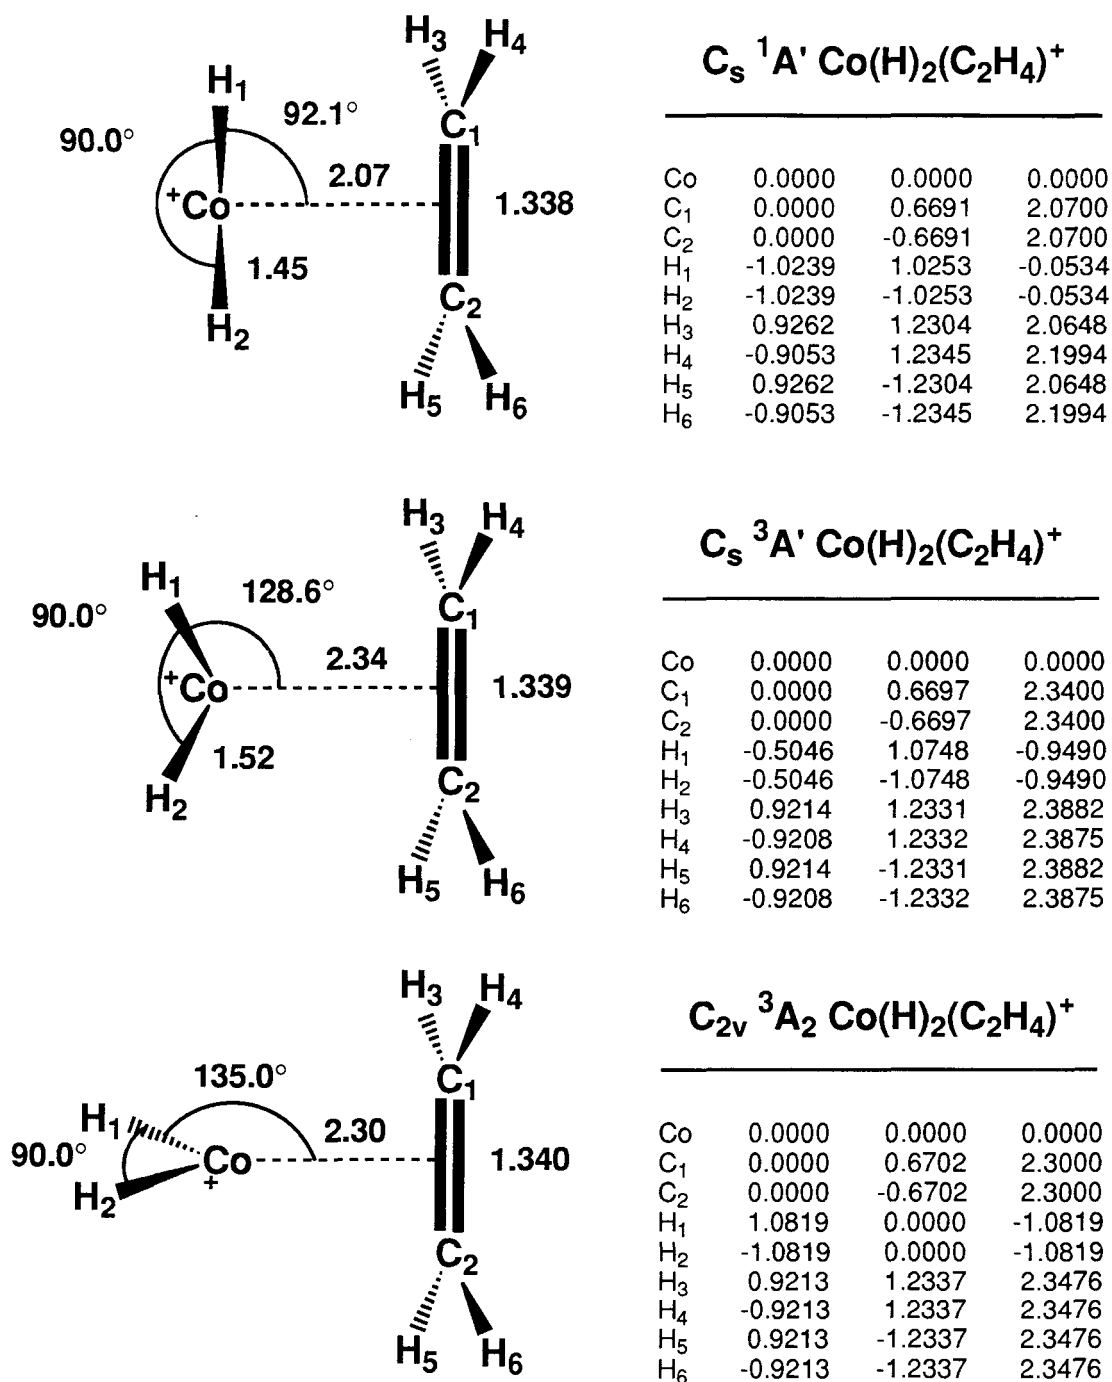 H₃ H₄
H₁
92.1°
C₁
90.0°
2.07
⁺Co
1.338
1.45
C₂
H₂
H₅ H₆
Cₛ ¹A' Co(H)₂(C₂H₄)⁺
Co 0.0000 0.0000 0.0000
C₁ 0.0000 0.6691 2.0700
C₂ 0.0000 -0.6691 2.0700
H₁ -1.0239 1.0253 -0.0534
H₂ -1.0239 -1.0253 -0.0534
H₃ 0.9262 1.2304 2.0648
H₄ -0.9053 1.2345 2.1994
H₅ 0.9262 -1.2304 2.0648
H₆ -0.9053 -1.2345 2.1994
H₃ H₄
H₁
128.6°
90.0°
C₁
2.34
⁺Co
1.339
1.52
C₂
H₂
H₅ H₆
Cₛ ³A' Co(H)₂(C₂H₄)⁺
Co 0.0000 0.0000 0.0000
C₁ 0.0000 0.6697 2.3400
C₂ 0.0000 -0.6697 2.3400
H₁ -0.5046 1.0748 -0.9490
H₂ -0.5046 -1.0748 -0.9490
H₃ 0.9214 1.2331 2.3882
H₄ -0.9208 1.2332 2.3875
H₅ 0.9214 -1.2331 2.3882
H₆ -0.9208 -1.2332 2.3875
H₃ H₄
135.0°
C₁
H₁
2.30
90.0°
Co
+
1.340
H₂
C₂
H₅ H₆
C₂ᵥ ³A₂ Co(H)₂(C₂H₄)⁺
Co 0.0000 0.0000 0.0000
C₁ 0.0000 0.6702 2.3000
C₂ 0.0000 -0.6702 2.3000
H₁ 1.0819 0.0000 -1.0819
H₂ -1.0819 0.0000 -1.0819
H₃ 0.9213 1.2337 2.3476
H₄ -0.9213 1.2337 2.3476
H₅ 0.9213 -1.2337 2.3476
H₆ -0.9213 -1.2337 2.3476